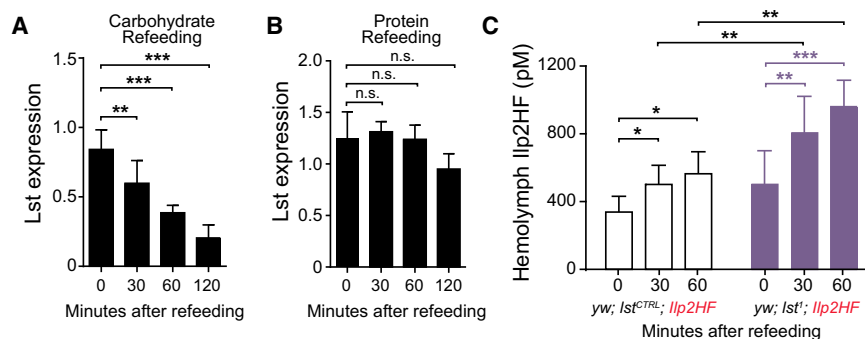 A
Carbohydrate
Refeeding
***
***
**
1.5
1.0
0.5
0
Lst expression
0 30 60 120
Minutes after refeeding
B
Protein
Refeeding
n.s.
n.s.
n.s.
2.0
1.5
1.0
0.5
0
Lst expression
0 30 60 120
Minutes after refeeding
C
**
**
***
**
*
*
1200
800
400
0
Hemolymph Ilp2HF (pM)
0 30 60 0 30 60
yw; lst^CTRL; Ilp2HF yw; lst^1; Ilp2HF
Minutes after refeeding